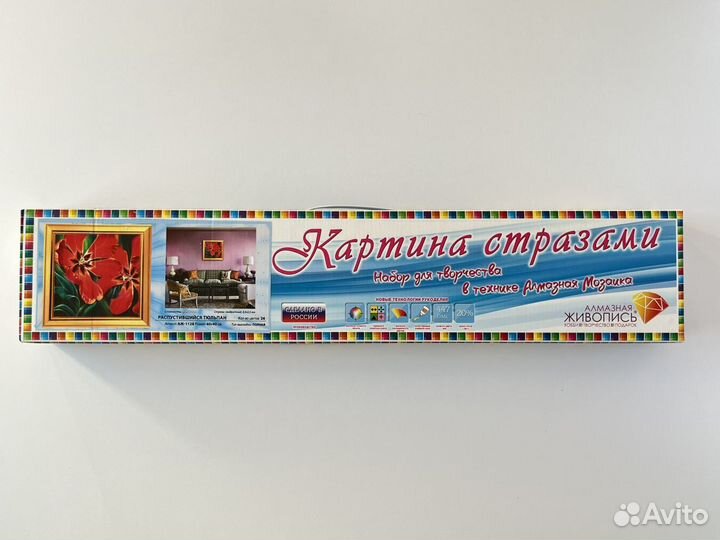 Картина стразами
Набор для творчества
в технике Алмазная Мозаика
НОВЫЕ ТЕХНОЛОГИИ РУКОДЕЛИЯ
СДЕЛАНО В
РОССИИ
447
20%
АЛМАЗНАЯ
ЖИВОПИСЬ
ХОББИ ТВОРЧЕСТВО ПОДАРОК
РАСПУСТИВШИЙСЯ ТЮЛЬПАН
Avito